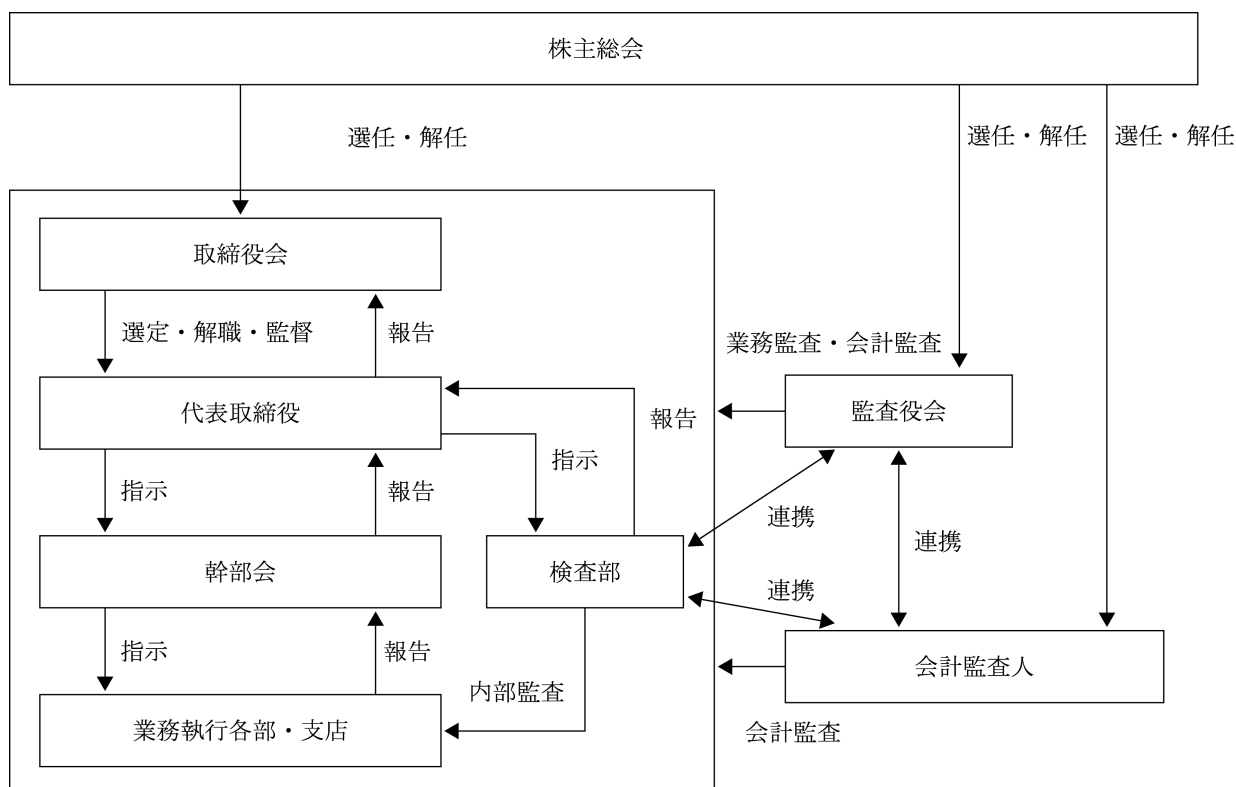 株主総会
選任・解任
選任・解任
選任・解任
取締役会
選定・解職・監督
報告
業務監査・会計監査
代表取締役
監査役会
報告
指示
指示
報告
連携
連携
幹部会
検査部
連携
指示
報告
会計監査人
内部監査
業務執行各部・支店
会計監査